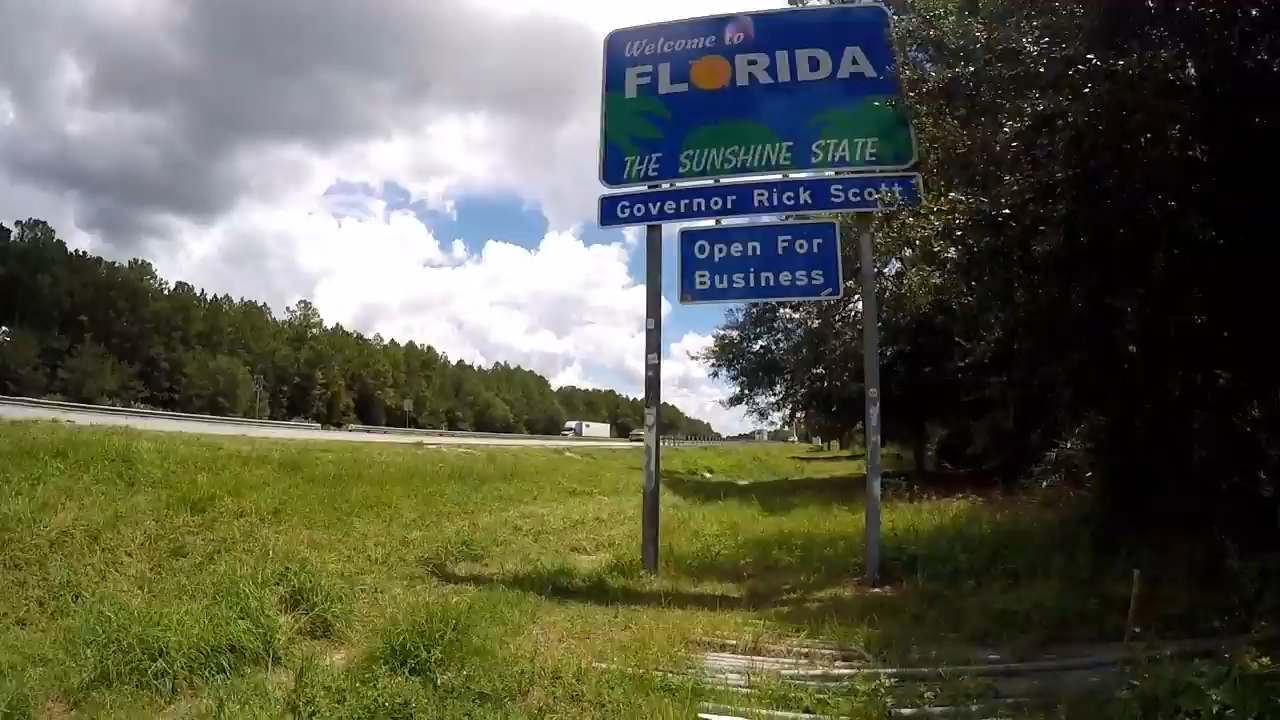 Welcome to
FLORIDA
THE SUNSHINE STATE
Governor Rick Scott
Open For
Business